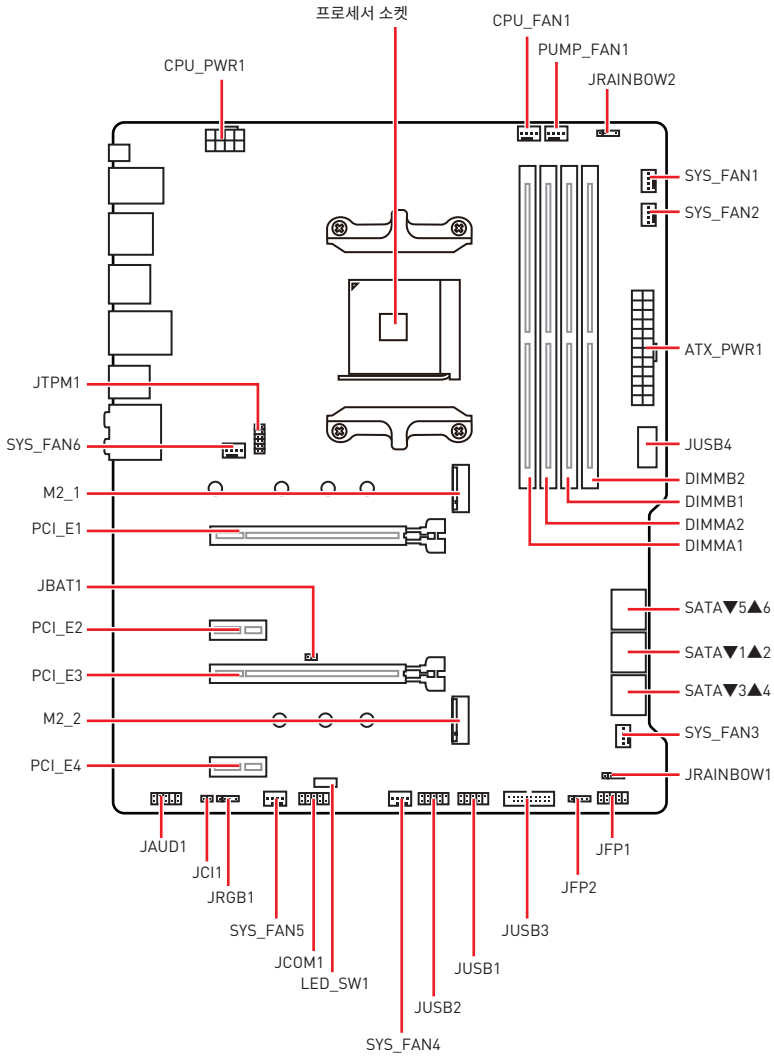 프로세서 소켓
CPU_FAN1
PUMP_FAN1
CPU_PWR1
JRAINBOW2
SYS_FAN1
SYS_FAN2
ATX_PWR1
JTPM1
SYS_FAN6
JUSB4
M2_1
DIMMB2
PCI_E1
DIMMB1
DIMMA2
DIMMA1
JBAT1
SATA▼5▲6
PCI_E2
SATA▼1▲2
PCI_E3
SATA▼3▲4
M2_2
SYS_FAN3
PCI_E4
JRAINBOW1
JAUD1
JFP1
JCI1
JFP2
JRGB1
SYS_FAN5
JUSB3
JCOM1
JUSB1
LED_SW1
JUSB2
SYS_FAN4